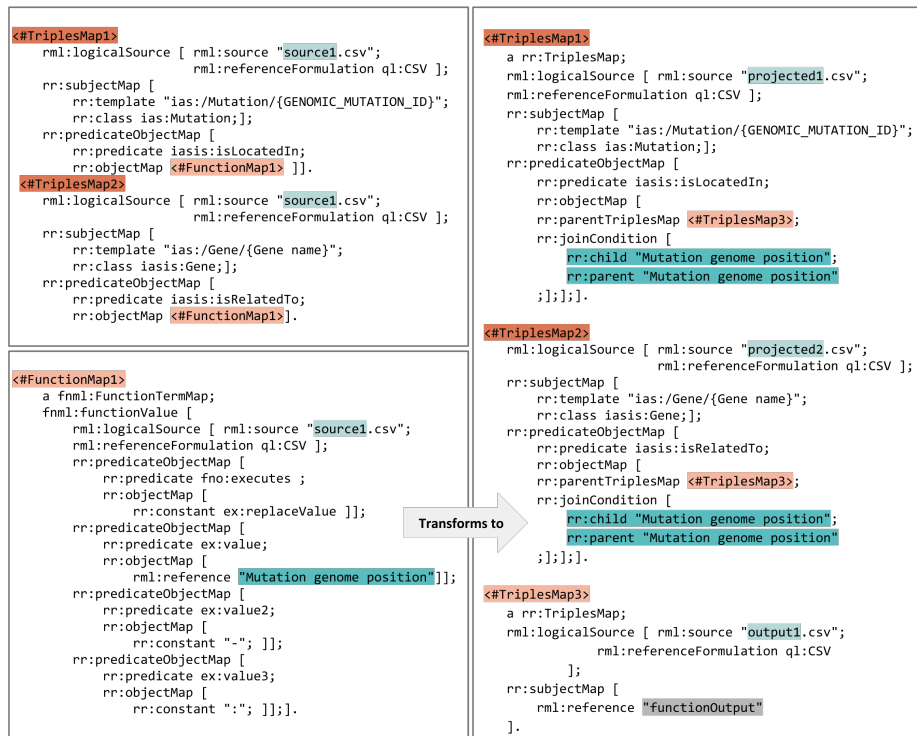 <#TriplesMap1>
rml:logicalSource [ rml:source "source1.csv";
rml:referenceFormulation ql:CSV ];
rr:subjectMap [
rr:template "ias:/Mutation/{GENOMIC_MUTATION_ID}";
rr:class ias:Mutation;];
rr:predicateObjectMap [
rr:predicate iasis:isLocatedIn;
rr:objectMap <#FunctionMap1> ]].
<#TriplesMap2>
rml:logicalSource [ rml:source "source1.csv";
rml:referenceFormulation ql:CSV ];
rr:subjectMap [
rr:template "ias:/Gene/{Gene name}";
rr:class iasis:Gene;];
rr:predicateObjectMap [
rr:predicate iasis:isRelatedTo;
rr:objectMap <#FunctionMap1>].
<#FunctionMap1>
a fnml:FunctionTermMap;
fnml:functionValue [
rml:logicalSource [ rml:source "source1.csv";
rml:referenceFormulation ql:CSV ];
rr:predicateObjectMap [
rr:predicate fno:executes ;
rr:objectMap [
rr:constant ex:replaceValue ]];
rr:predicateObjectMap [
rr:predicate ex:value;
rr:objectMap [
rml:reference "Mutation genome position"]];
rr:predicateObjectMap [
rr:predicate ex:value2;
rr:objectMap [
rr:constant "-"; ]];
rr:predicateObjectMap [
rr:predicate ex:value3;
rr:objectMap [
rr:constant ":"; ]];].
Transforms to
<#TriplesMap1>
a rr:TriplesMap;
rml:logicalSource [ rml:source "projected1.csv";
rml:referenceFormulation ql:CSV ];
rr:subjectMap [
rr:template "ias:/Mutation/{GENOMIC_MUTATION_ID}";
rr:class ias:Mutation;];
rr:predicateObjectMap [
rr:predicate iasis:isLocatedIn;
rr:objectMap [
rr:parentTriplesMap <#TriplesMap3>;
rr:joinCondition [
rr:child "Mutation genome position";
rr:parent "Mutation genome position"
;];];].
<#TriplesMap2>
rml:logicalSource [ rml:source "projected2.csv";
rml:referenceFormulation ql:CSV ];
rr:subjectMap [
rr:template "ias:/Gene/{Gene name}";
rr:class iasis:Gene;];
rr:predicateObjectMap [
rr:predicate iasis:isRelatedTo;
rr:objectMap [
rr:parentTriplesMap <#TriplesMap3>;
rr:joinCondition [
rr:child "Mutation genome position";
rr:parent "Mutation genome position"
;];];].
<#TriplesMap3>
a rr:TriplesMap;
rml:logicalSource [ rml:source "output1.csv";
rml:referenceFormulation ql:CSV
];
rr:subjectMap [
rml:reference "functionOutput"
].